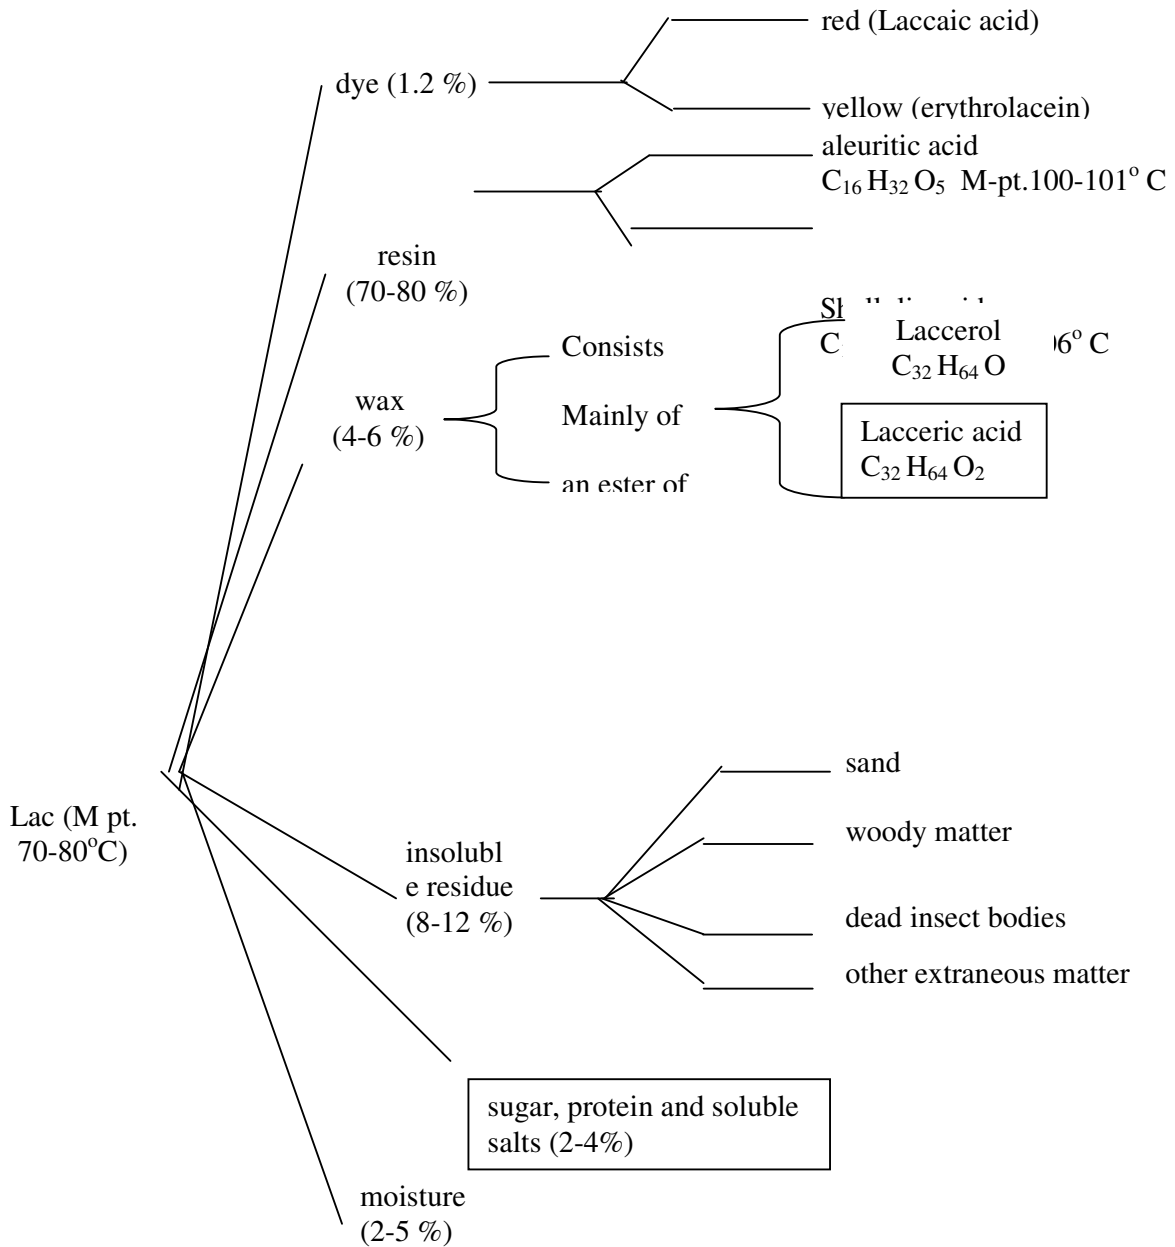 red (Laccaic acid)
dye (1.2 %)
yellow (erythrolacein)
aleuritic acid
C16 H32 O5 M-pt.100-101o C
resin
(70-80 %)
Laccerol
C32 H64 O
C 6o C
Consists
wax
(4-6 %)
Mainly of
an ester of
Lacceric acid
C32 H64 O2
Lac (M pt.
70-80oC)
insolubl
e residue
(8-12 %)
sand
woody matter
dead insect bodies
other extraneous matter
sugar, protein and soluble
salts (2-4%)
moisture
(2-5 %)